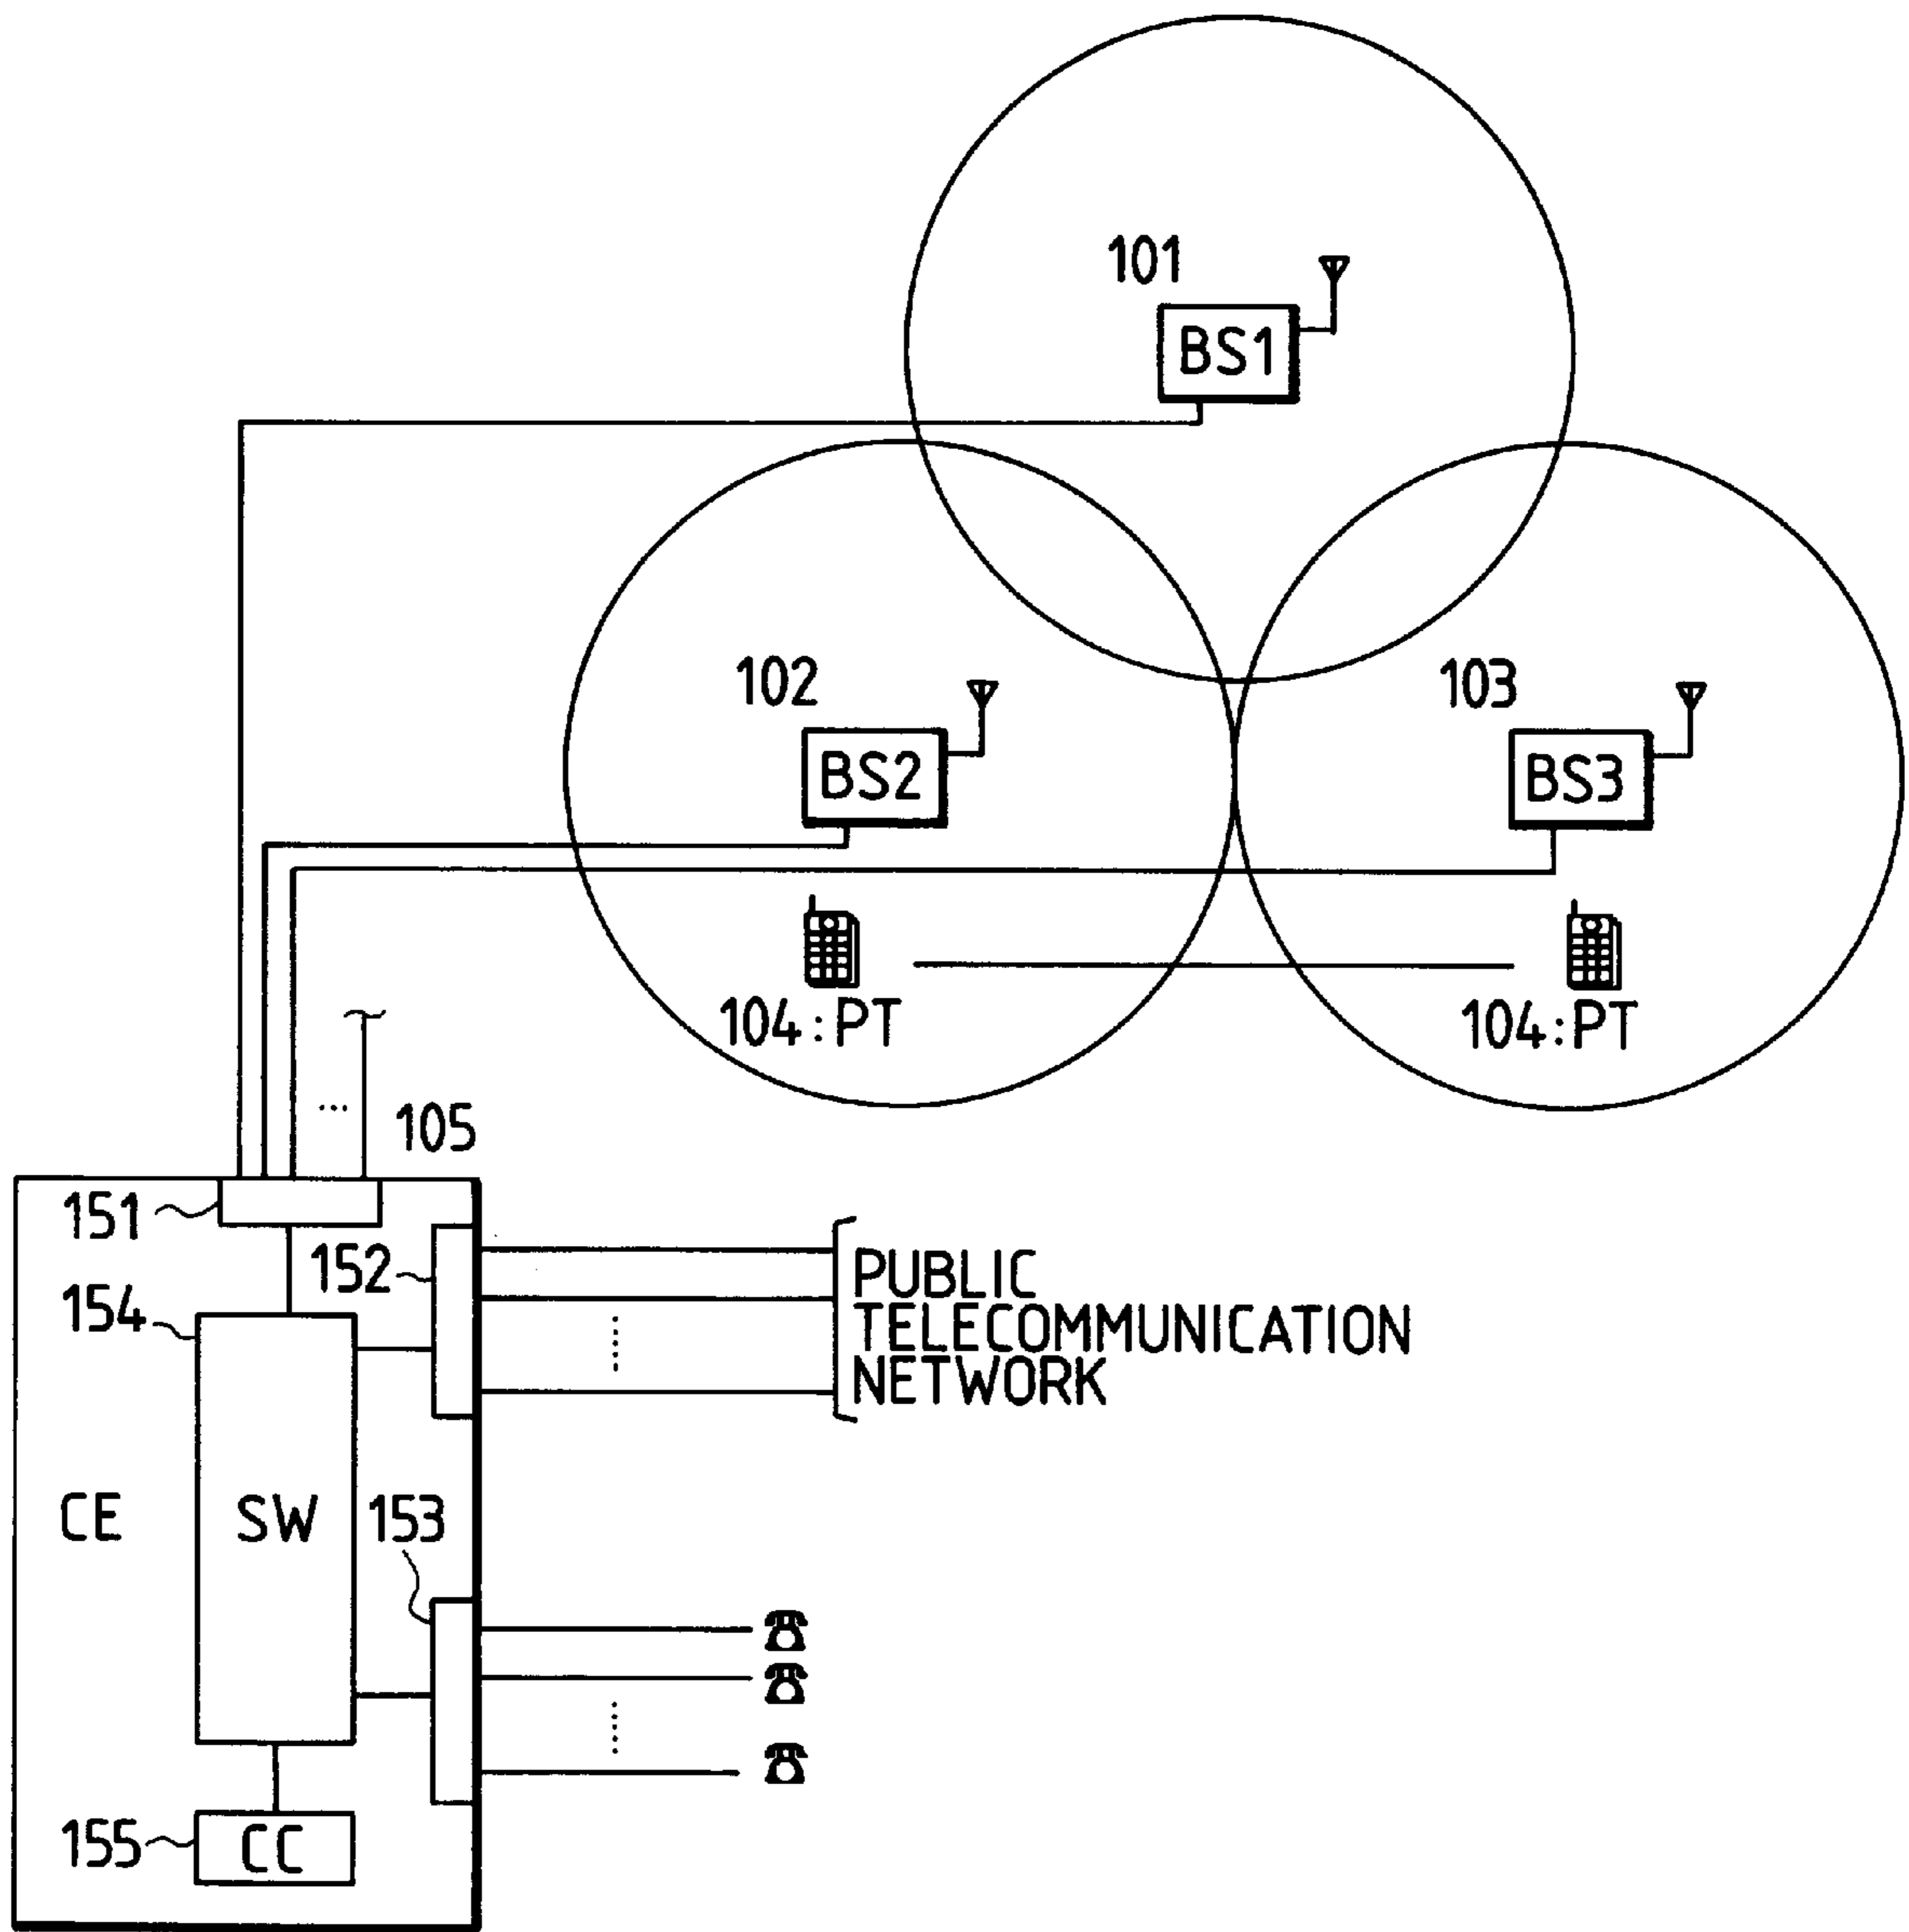 101
BS1
102
103
BS2
BS3
104:PT
104:PT
105
151
152
154
PUBLIC
TELECOMMUNICATION
NETWORK
CE
SW
153
155
CC